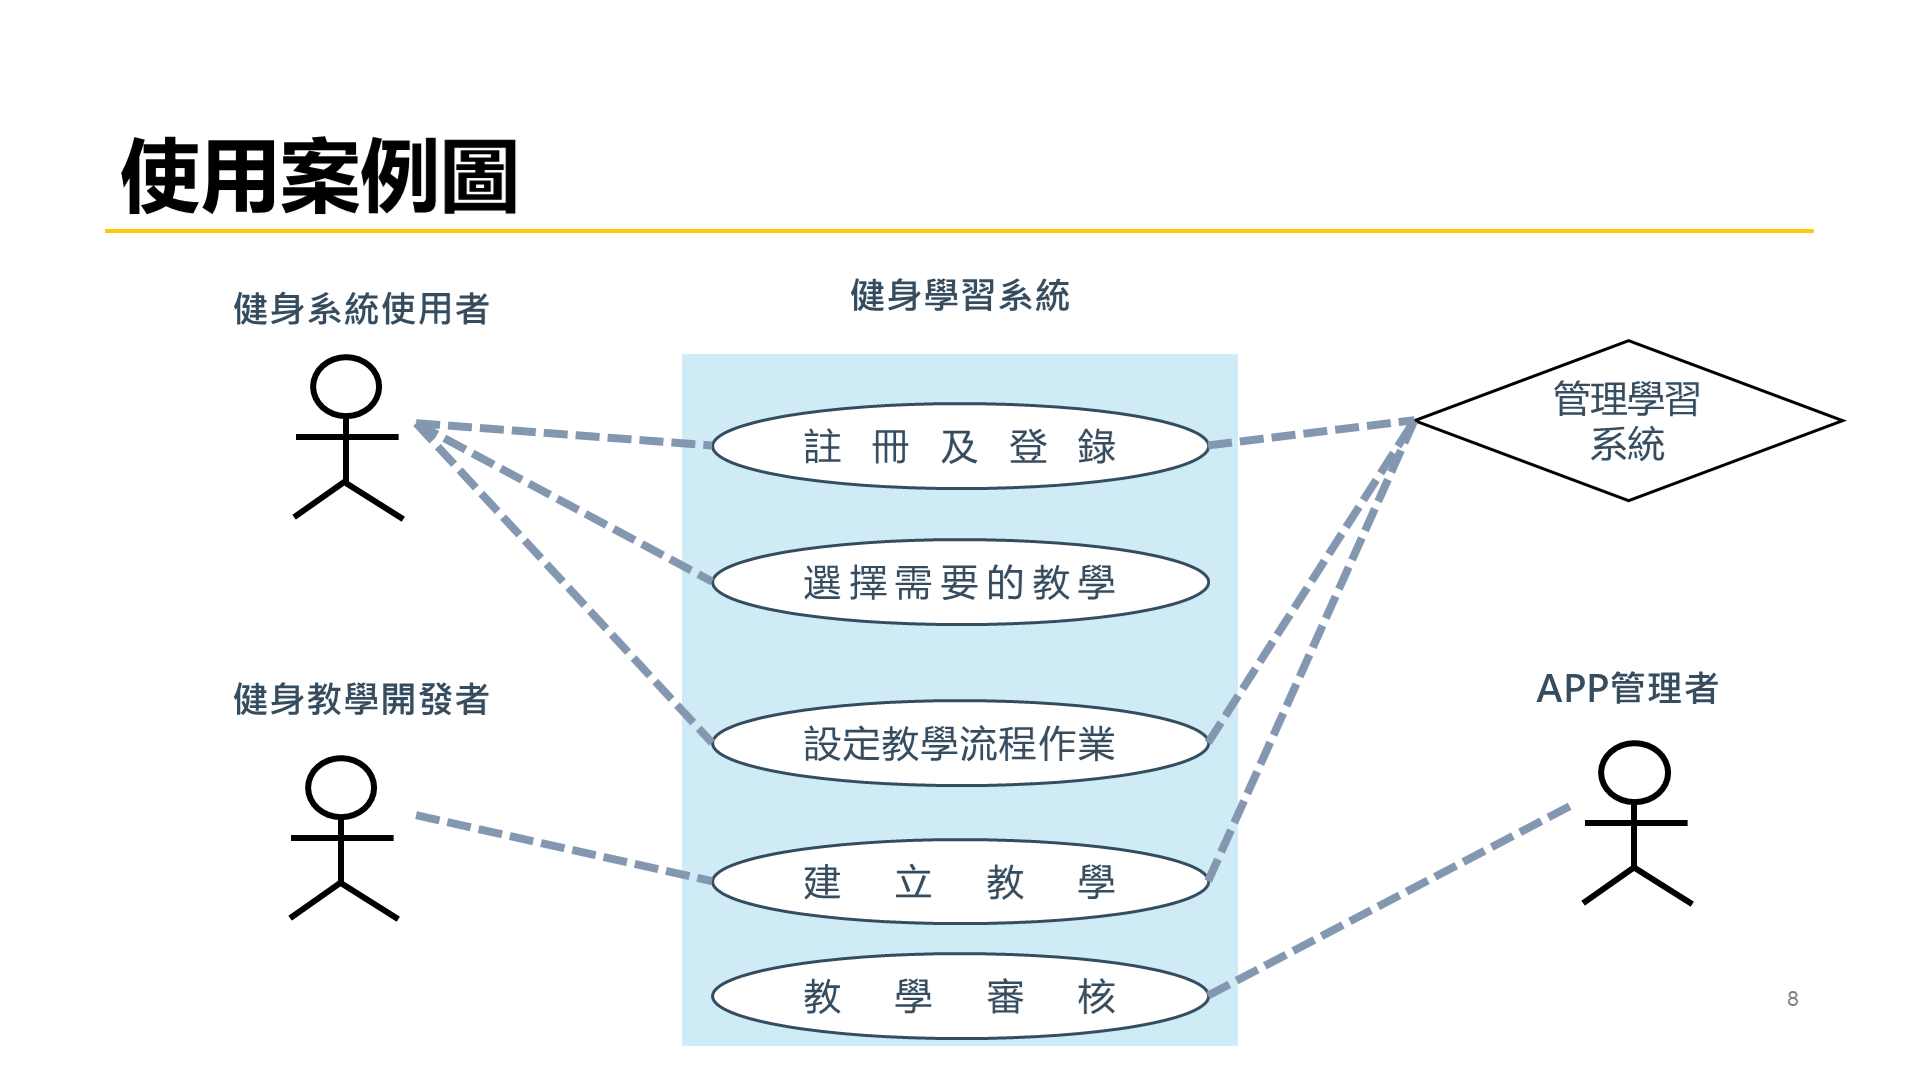 使用案例圖
健身系統使用者
健身學習系統
註冊及登錄
管理學習
系統
選擇需要的教學
健身教學開發者
APP管理者
設定教學流程作業
建立教學
教學審核
8